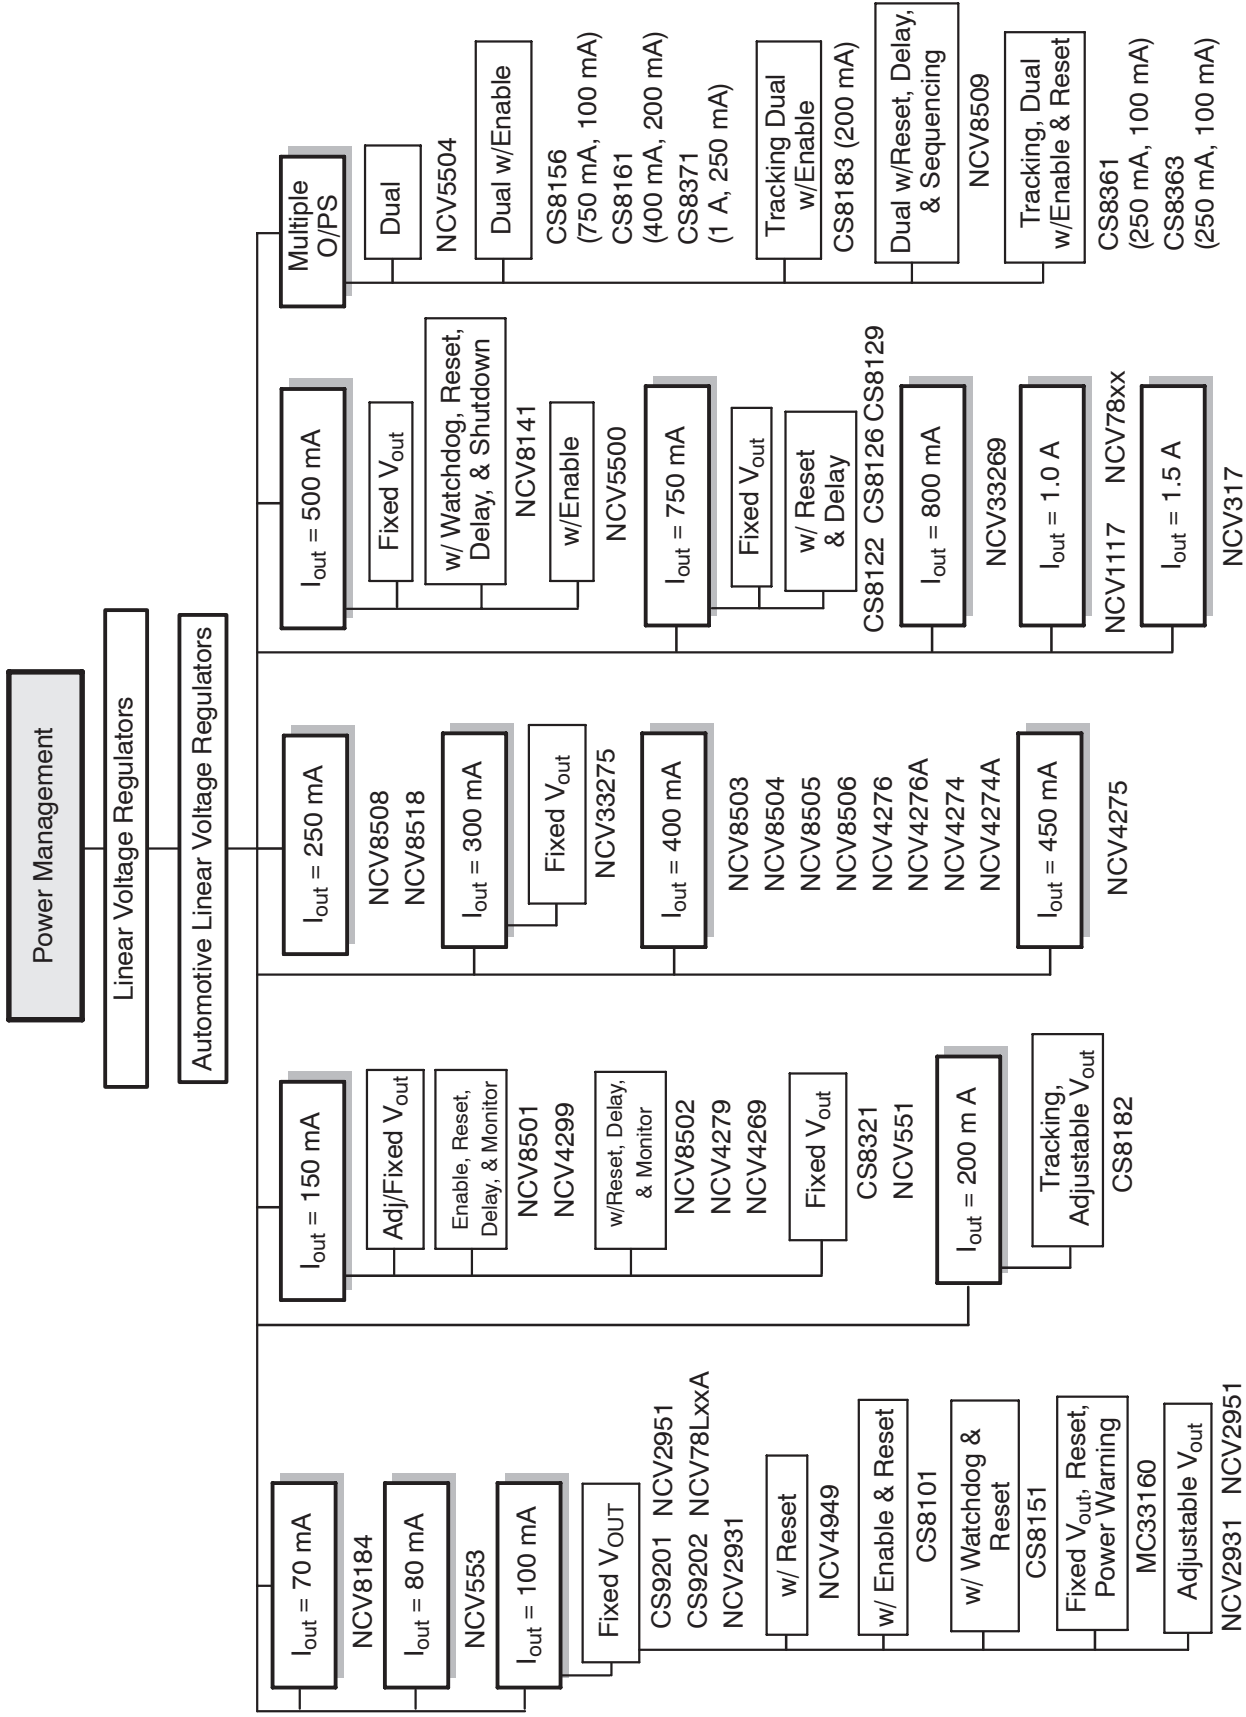 Power Management
Linear Voltage Regulators
Automotive Linear Voltage Regulators
Iout = 70 mA
NCV8184
Iout = 80 mA
NCV553
Iout = 100 mA
Fixed VOUT
CS9201 NCV2951
CS9202 NCV78LxxA
NCV2931
w/ Reset
NCV4949
w/ Enable & Reset
CS8101
w/ Watchdog &
Reset
CS8151
Fixed Vout, Reset,
Power Warning
MC33160
Adjustable Vout
NCV2931 NCV2951
Iout = 150 mA
Adj/Fixed Vout
Enable, Reset,
Delay, & Monitor
NCV8501
NCV4299
w/Reset, Delay,
& Monitor
NCV8502
NCV4279
NCV4269
Fixed Vout
CS8321
NCV551
Iout = 200 m A
Tracking,
Adjustable Vout
CS8182
Iout = 250 mA
NCV8508
NCV8518
Iout = 300 mA
Fixed Vout
NCV33275
Iout = 400 mA
NCV8503
NCV8504
NCV8505
NCV8506
NCV4276
NCV4276A
NCV4274
NCV4274A
Iout = 450 mA
NCV4275
Iout = 500 mA
Fixed Vout
w/ Watchdog, Reset,
Delay, & Shutdown
NCV8141
w/Enable
NCV5500
Iout = 750 mA
Fixed Vout
w/ Reset
& Delay
CS8122 CS8126 CS8129
Iout = 800 mA
NCV33269
Iout = 1.0 A
NCV1117 NCV78xx
Iout = 1.5 A
NCV317
Multiple
O/PS
Dual
NCV5504
Dual w/Enable
CS8156
(750 mA, 100 mA)
CS8161
(400 mA, 200 mA)
CS8371
(1 A, 250 mA)
Tracking Dual
w/Enable
CS8183 (200 mA)
Dual w/Reset, Delay,
& Sequencing
NCV8509
Tracking, Dual
w/Enable & Reset
CS8361
(250 mA, 100 mA)
CS8363
(250 mA, 100 mA)